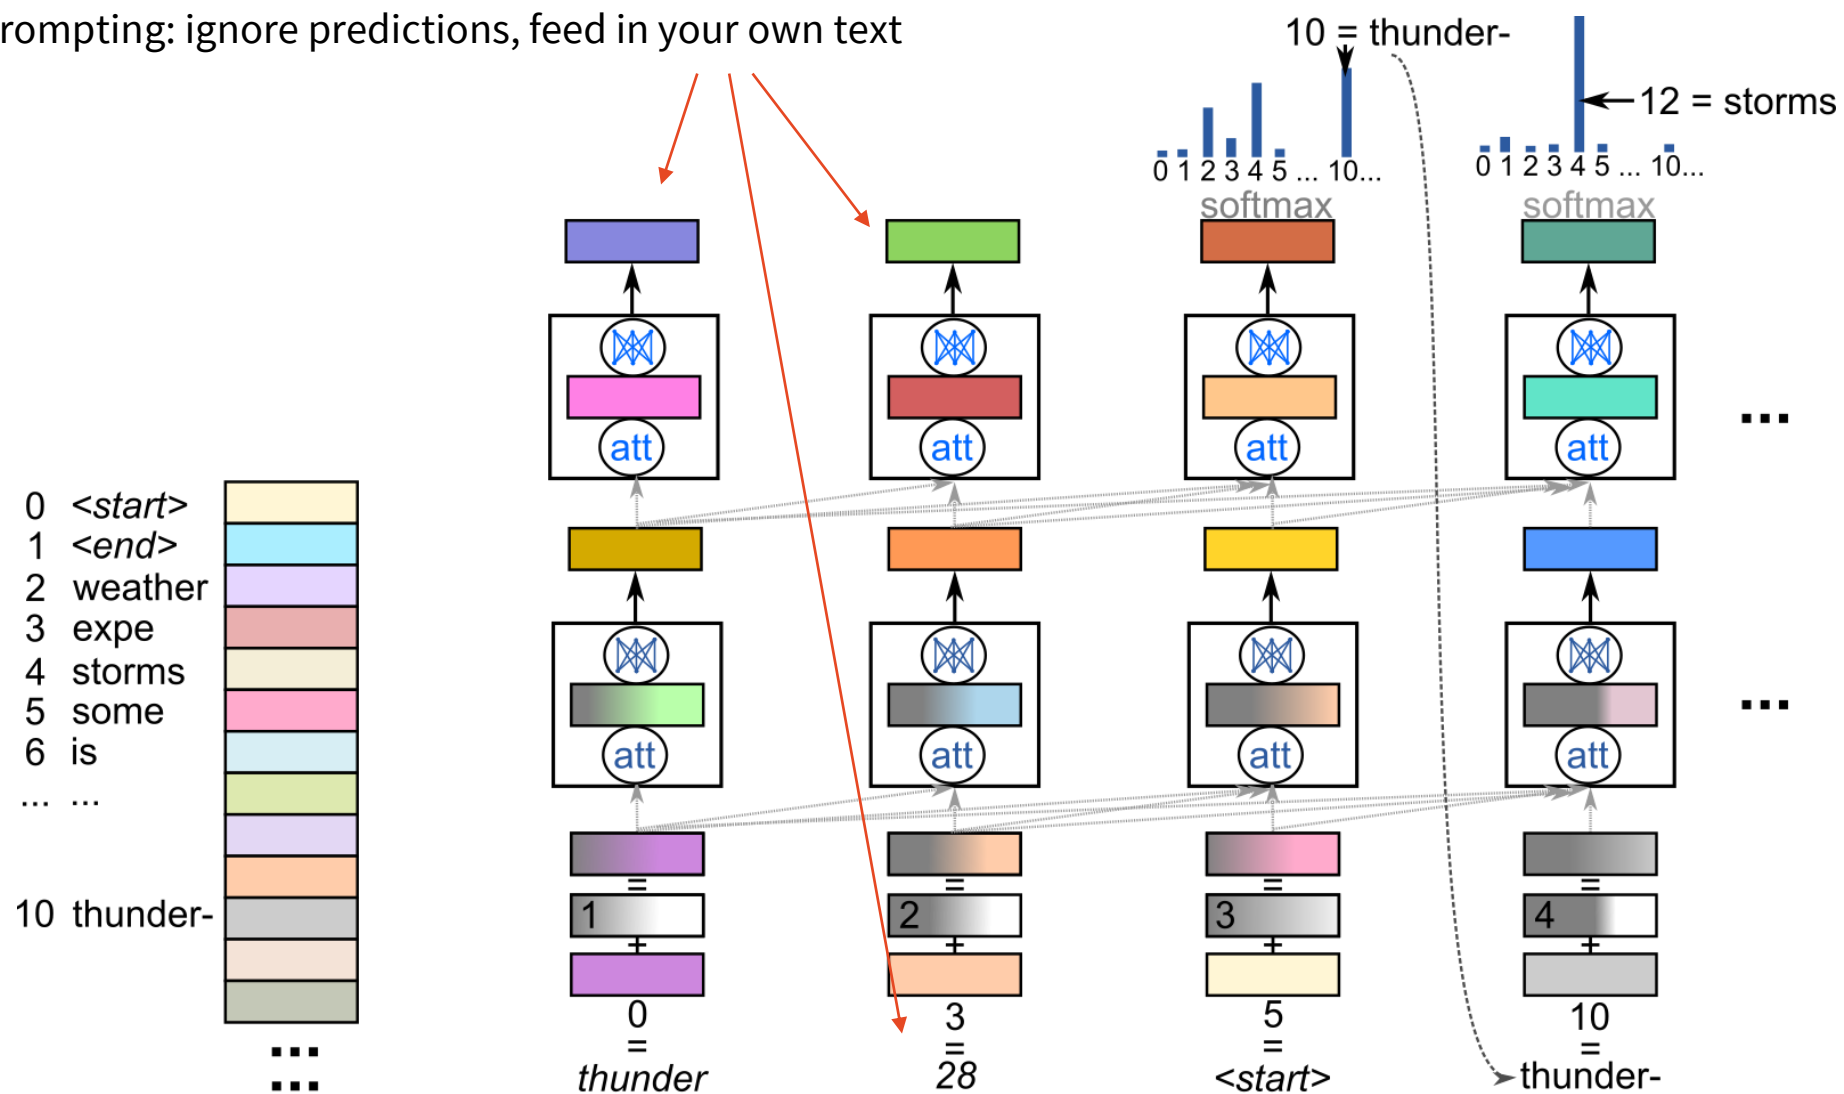 rompting: ignore predictions, feed in your own text
10 = thunder-
12 = storms
0 1 2 3 4 5 ... 10...
0 1 2 3 4 5 ... 10...
softmax
softmax
att
att
att
att
...
0 <start>
1 <end>
2 weather
3 expe
4 storms
5 some
6 is
... ...
10 thunder-
...
...
att
att
att
att
...
=
=
=
=
1
2
3
4
+
+
+
+
0
3
5
10
=
=
=
=
thunder
28
<start>
thunder-